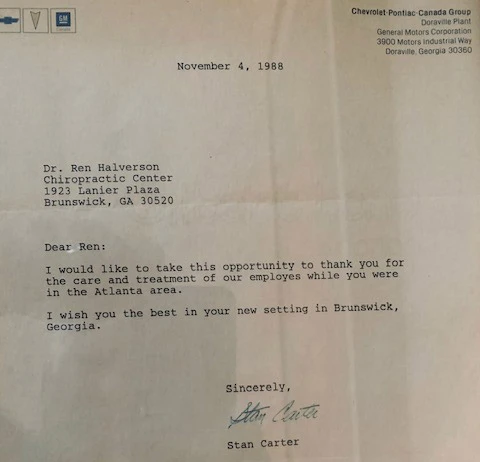 GM
Canada
Chevrolet-Pontiac-Canada Group
Doraville Plant
General Motors Corporation
3900 Motors Industrial Way
Doraville, Georgia 30360
November 4, 1988
Dr. Ren Halverson
Chiropractic Center
1923 Lanier Plaza
Brunswick, GA 30520
Dear Ren:
I would like to take this opportunity to thank you for
the care and treatment of our employes while you were
in the Atlanta area.
I wish you the best in your new setting in Brunswick,
Georgia.
Sincerely,
Stan Carter
Stan Carter